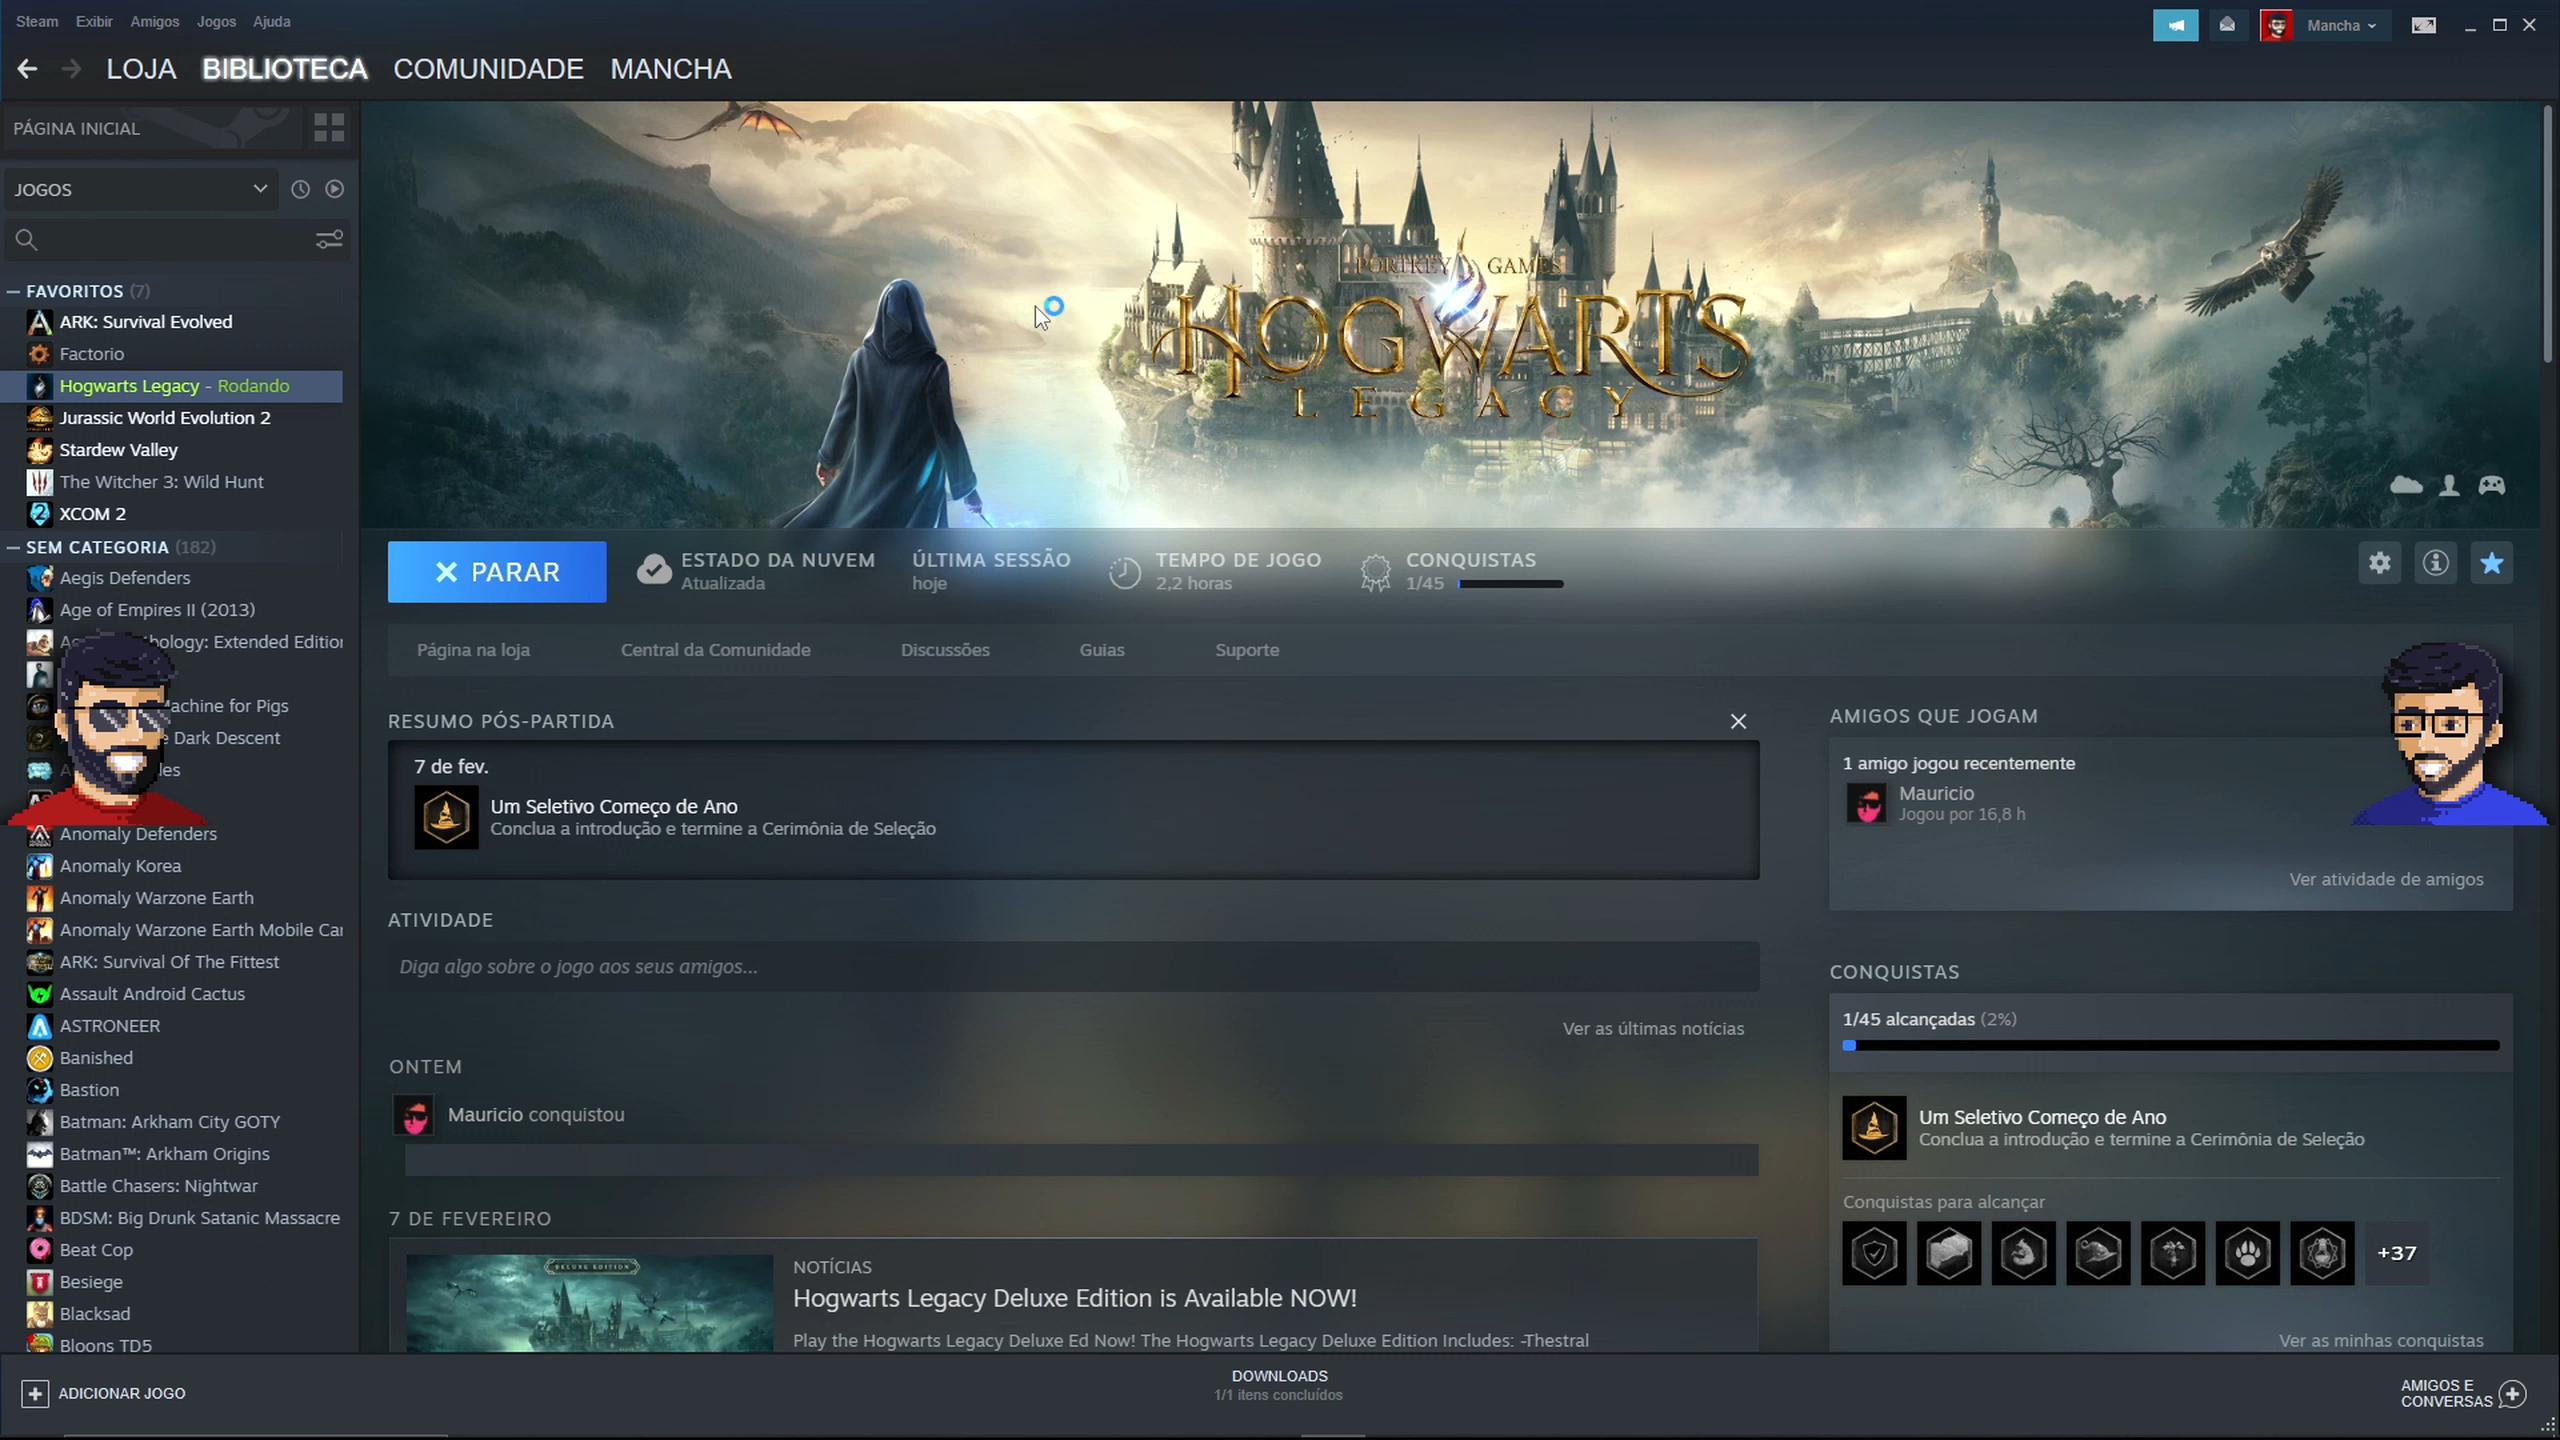 Steam Exibir Amigos Jogos Ajuda
Mancha
LOJA BIBLIOTECA COMUNIDADE MANCHA
PÁGINA INICIAL
JOGOS
FAVORITOS (7)
ARK: Survival Evolved
Factorio
Hogwarts Legacy - Rodando
Jurassic World Evolution 2
Stardew Valley
The Witcher 3: Wild Hunt
XCOM 2
SEM CATEGORIA (182)
Aegis Defenders
Age of Empires II (2013)
hology: Extended Edition
achine for Pigs
Dark Descent
Anomaly Defenders
Anomaly Korea
Anomaly Warzone Earth
Anomaly Warzone Earth Mobile Car
ARK: Survival Of The Fittest
Assault Android Cactus
ASTRONEER
Banished
Bastion
Batman: Arkham City GOTY
Batman™: Arkham Origins
Battle Chasers: Nightwar
BDSM: Big Drunk Satanic Massacre
Beat Cop
Besiege
Blacksad
Bloons TD5
PORTKEY GAMES
HOGWARTS
LEGACY
PARAR
ESTADO DA NUVEM
Atualizada
ÚLTIMA SESSÃO
hoje
TEMPO DE JOGO
2,2 horas
CONQUISTAS
1/45
Página na loja Central da Comunidade Discussões Guias Suporte
RESUMO PÓS-PARTIDA
7 de fev.
Um Seletivo Começo de Ano
Conclua a introdução e termine a Cerimônia de Seleção
ATIVIDADE
Diga algo sobre o jogo aos seus amigos...
Ver as últimas notícias
ONTEM
Mauricio conquistou
7 DE FEVEREIRO
DELUXE EDITION
NOTÍCIAS
Hogwarts Legacy Deluxe Edition is Available NOW!
Play the Hogwarts Legacy Deluxe Ed Now! The Hogwarts Legacy Deluxe Edition Includes: -Thestral
AMIGOS QUE JOGAM
1 amigo jogou recentemente
Mauricio
Jogou por 16,8 h
Ver atividade de amigos
CONQUISTAS
1/45 alcançadas (2%)
Um Seletivo Começo de Ano
Conclua a introdução e termine a Cerimônia de Seleção
Conquistas para alcançar
+37
Ver as minhas conquistas
ADICIONAR JOGO
DOWNLOADS
1/1 itens concluídos
AMIGOS E
CONVERSAS